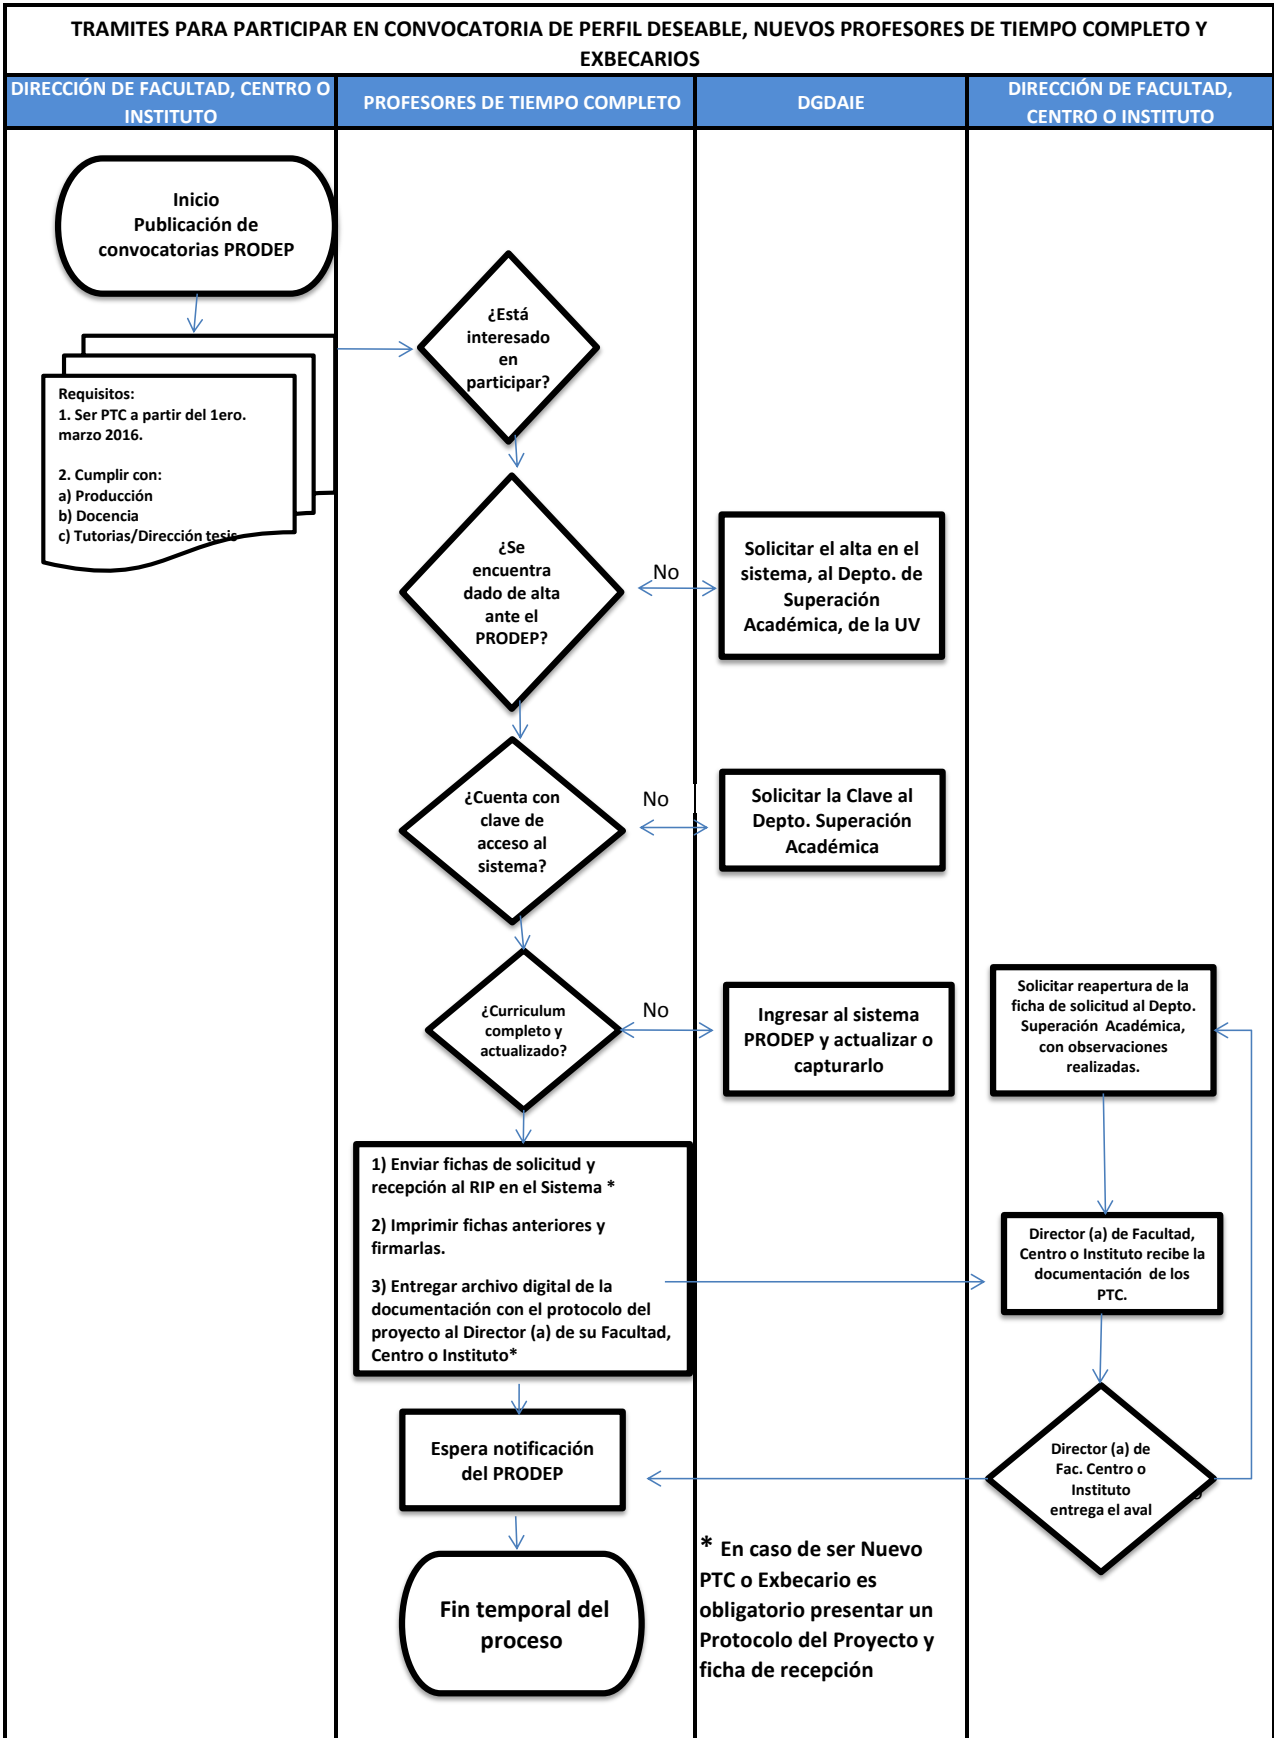 TRAMITES PARA PARTICIPAR EN CONVOCATORIA DE PERFIL DESEABLE, NUEVOS PROFESORES DE TIEMPO COMPLETO Y
EXBECARIOS
DIRECCIÓN DE FACULTAD, CENTRO O
INSTITUTO
PROFESORES DE TIEMPO COMPLETO
DGDAIE
DIRECCIÓN DE FACULTAD,
CENTRO O INSTITUTO
Inicio
Publicación de
convocatorias PRODEP
Requisitos:
1. Ser PTC a partir del 1ero.
marzo 2016.
2. Cumplir con:
a) Producción
b) Docencia
c) Tutorias/Dirección tesis
¿Está
interesado
en
participar?
¿Se
encuentra
dado de alta
ante el
PRODEP?
No
Solicitar el alta en el
sistema, al Depto. de
Superación
Académica, de la UV
¿Cuenta con
clave de
acceso al
sistema?
No
Solicitar la Clave al
Depto. Superación
Académica
¿Curriculum
completo y
actualizado?
No
Ingresar al sistema
PRODEP y actualizar o
capturarlo
Solicitar reapertura de la
ficha de solicitud al Depto.
Superación Académica,
con observaciones
realizadas.
1) Enviar fichas de solicitud y
recepción al RIP en el Sistema *
2) Imprimir fichas anteriores y
firmarlas.
3) Entregar archivo digital de la
documentación con el protocolo del
proyecto al Director (a) de su Facultad,
Centro o Instituto*
Director (a) de Facultad,
Centro o Instituto recibe la
documentación de los
PTC.
Director (a) de
Fac. Centro o
Instituto
entrega el aval
Espera notificación
del PRODEP
Fin temporal del
proceso
* En caso de ser Nuevo
PTC o Exbecario es
obligatorio presentar un
Protocolo del Proyecto y
ficha de recepción